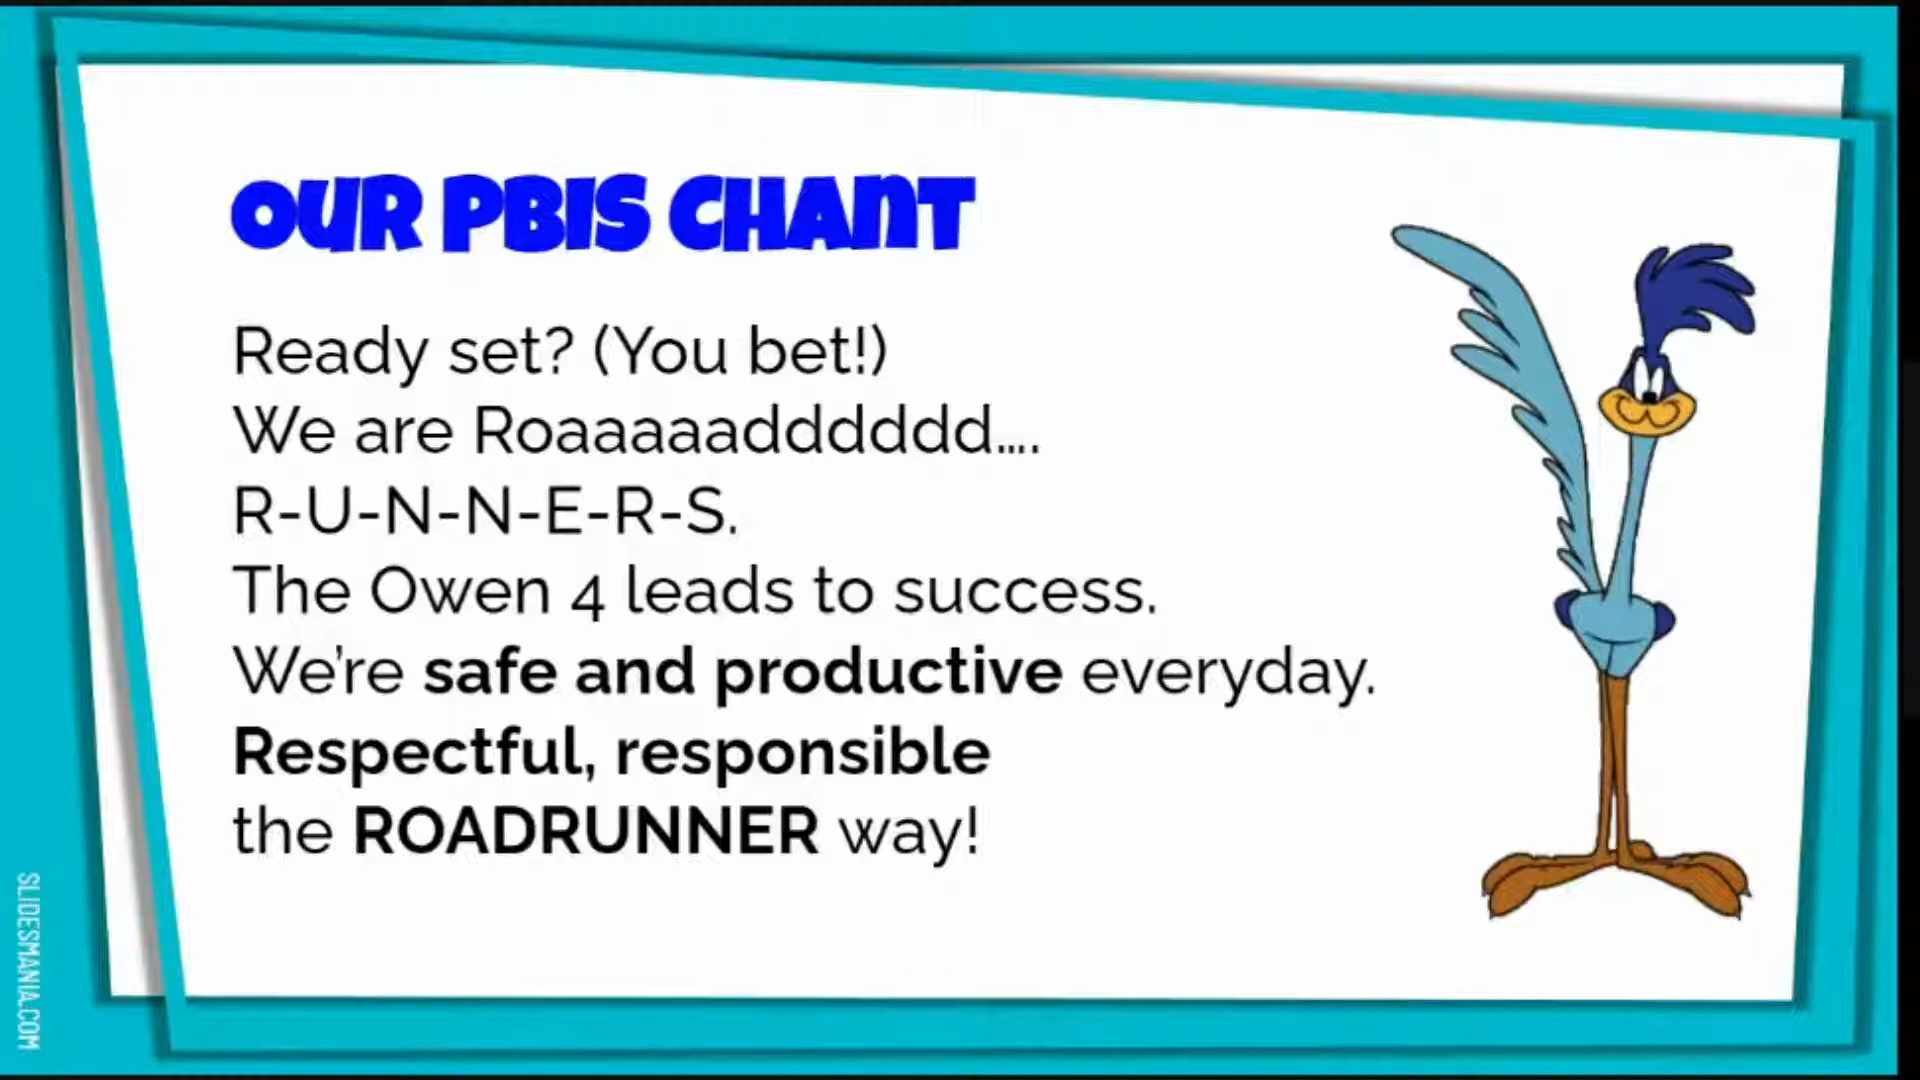 OUR PBIS CHANT
Ready set? (You bet!)
We are Roaaaaaadddddd....
R-U-N-N-E-R-S.
The Owen 4 leads to success.
We're safe and productive everyday.
Respectful, responsible
the ROADRUNNER way!
SLIDESMANIA.COM